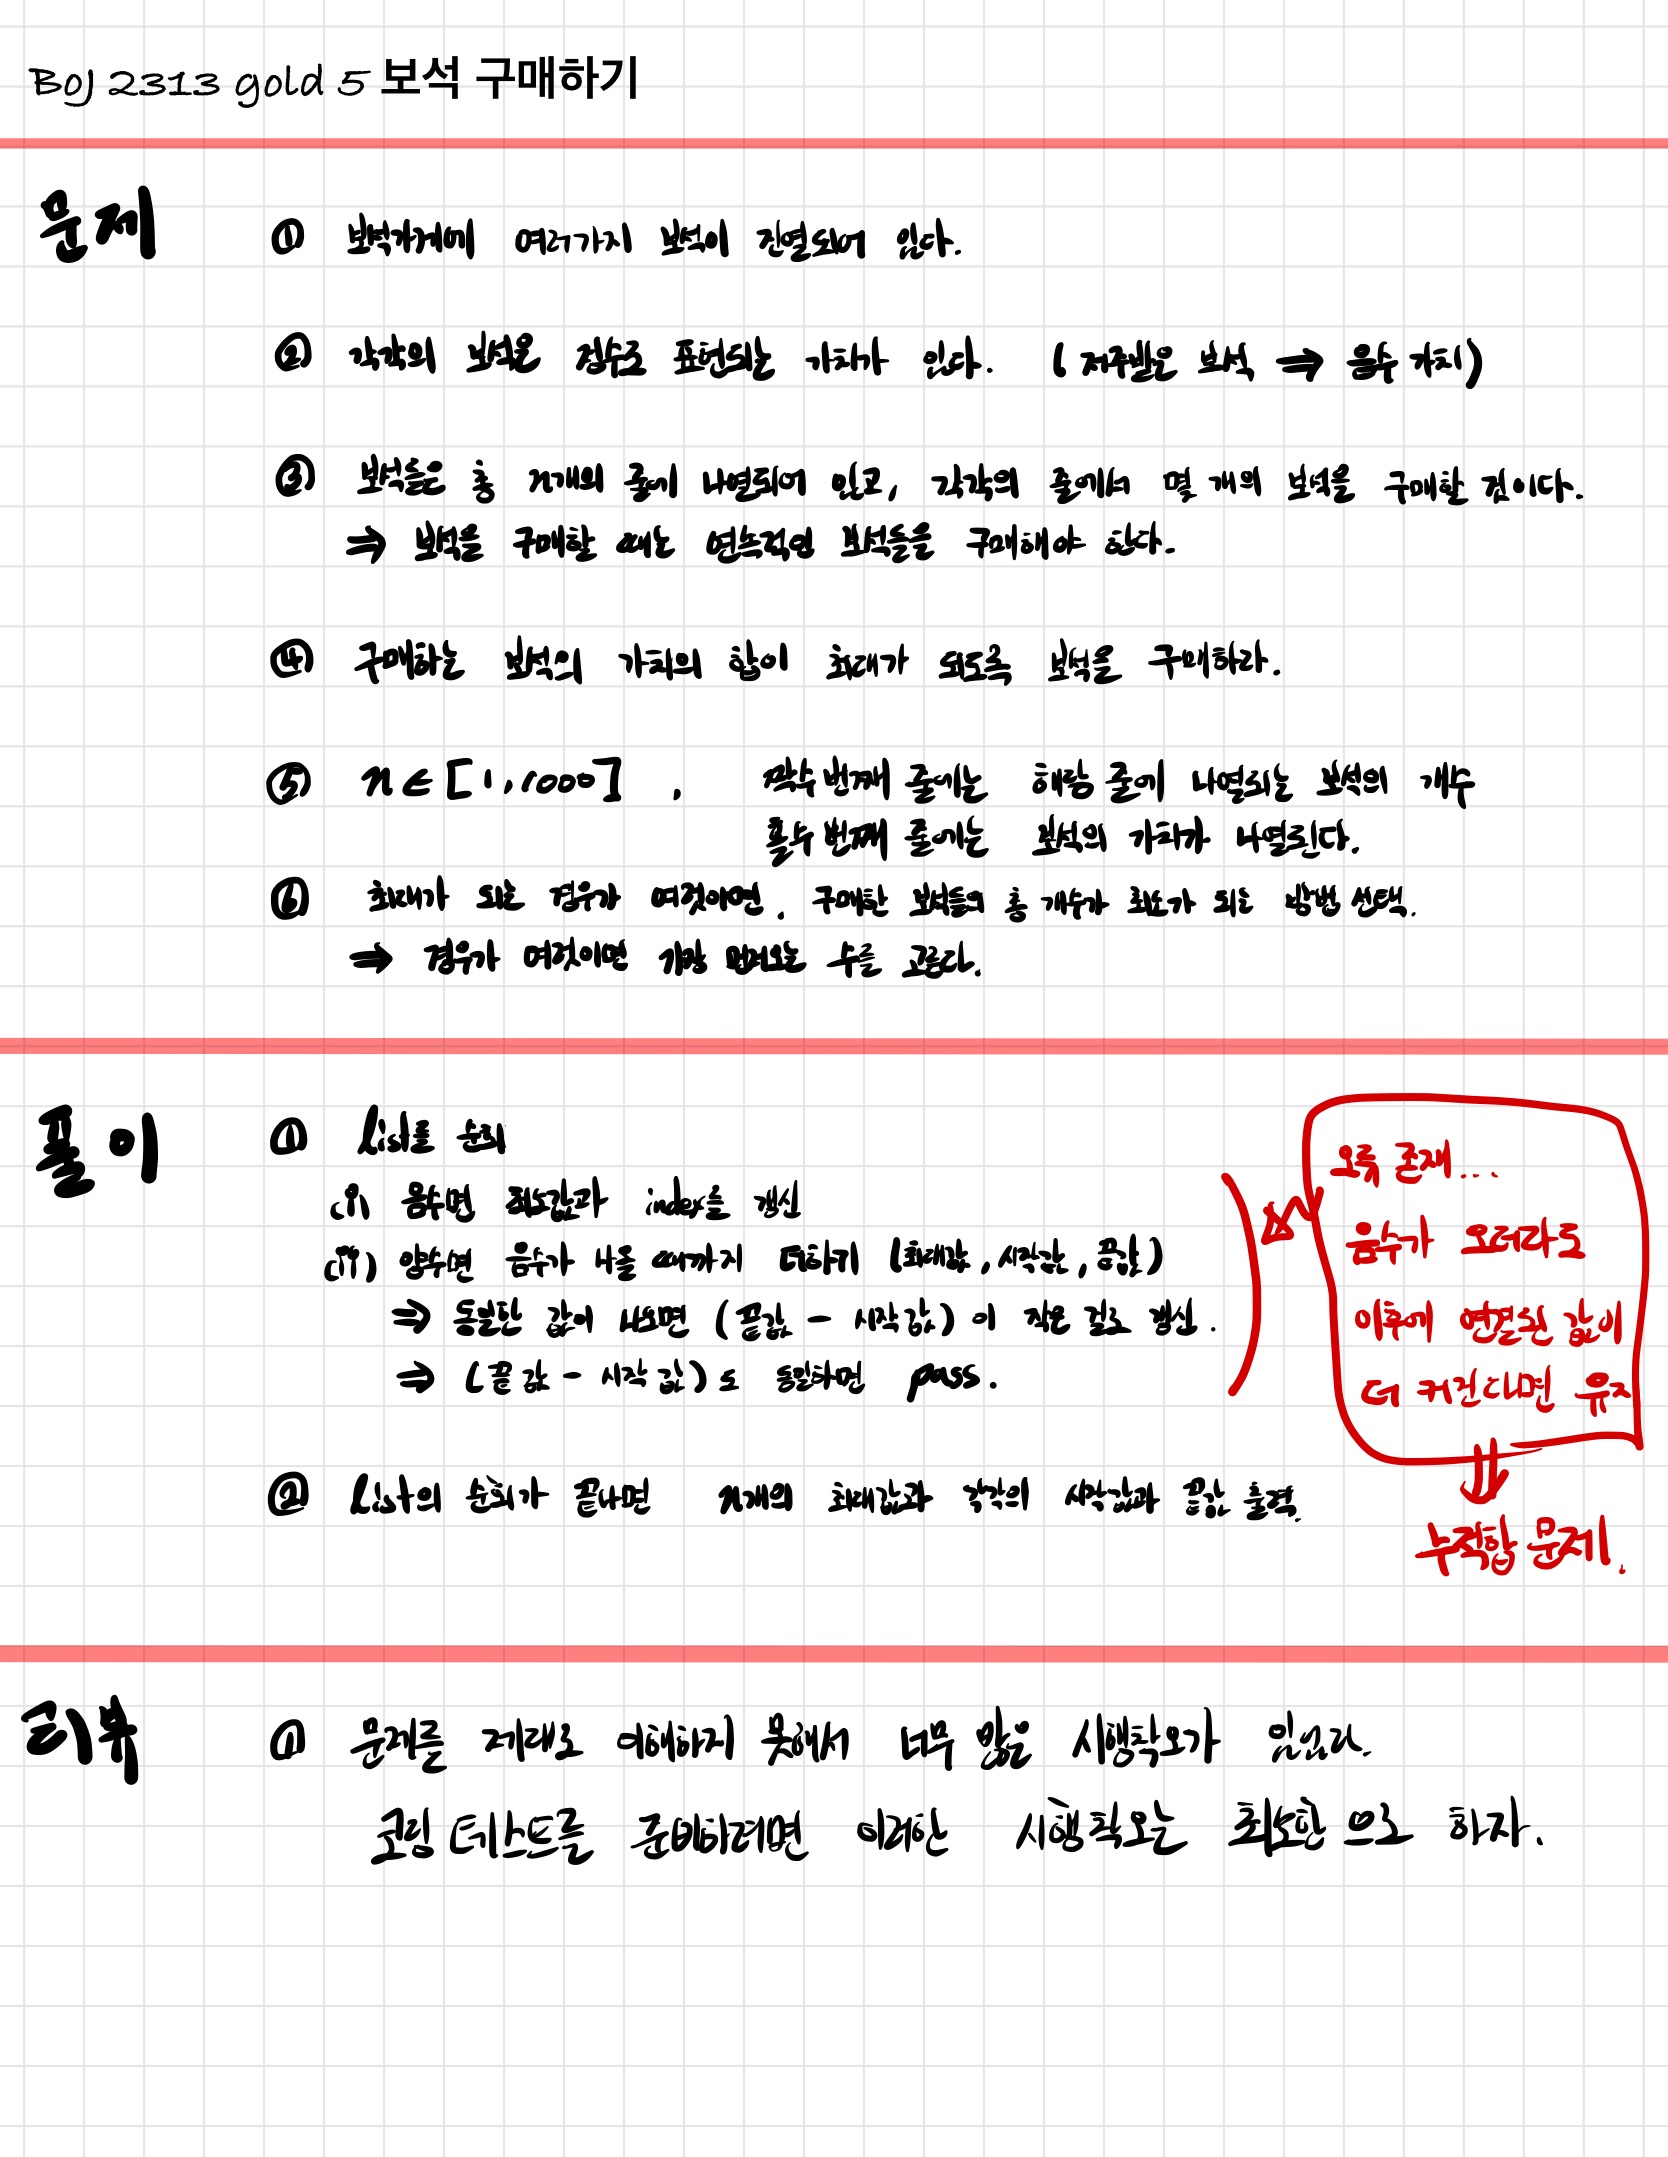 BOJ 2313 gold 5 보석 구매하기
문제
① 보석가게에 여러가지 보석이 진열되어 있다.
② 각각의 보석은 점수로 표현되는 가치가 있다. (저주받은 보석 ⇒ 음수 가치)
③ 보석들은 총 n개의 줄에 나열되어 있고, 각각의 줄에서 몇 개의 보석을 구매할 것이다.
⇒ 보석을 구매할 때는 연속적인 보석들을 구매해야 한다.
④ 구매하는 보석의 가치의 합이 최대가 되도록 보석을 구매하라.
⑤ n ∈ [1, 1000] , 짝수 번째 줄에는 해당 줄에 나열되는 보석의 개수
홀수 번째 줄에는 보석의 가치가 나열된다.
⑥ 최대가 되는 경우가 여럿이면, 구매한 보석들의 총 개수가 최소가 되는 방법 선택.
⇒ 경우가 여럿이면 가장 먼저오는 수를 고른다.
풀이
① list를 순회
(i) 음수면 최솟값과 index를 갱신
(ii) 양수면 음수가 나올 때까지 더하기 (최대값, 시작값, 끝값)
⇒ 동일한 값이 나오면 (끝값 - 시작값)이 작은 걸로 갱신.
⇒ (끝값 - 시작값)도 동일하면 pass.
② list의 순회가 끝나면 n개의 최대값과 각각의 시작값과 끝값 출력.
오류 존재...
음수가 오더라도
이후에 연결된 값이
더 커진다면 유지
⇓
누적합 문제.
리뷰
① 문제를 제대로 이해하지 못해서 너무 많은 시행착오가 있었다.
코딩테스트를 준비하려면 이러한 시행착오는 최소한으로 하자.